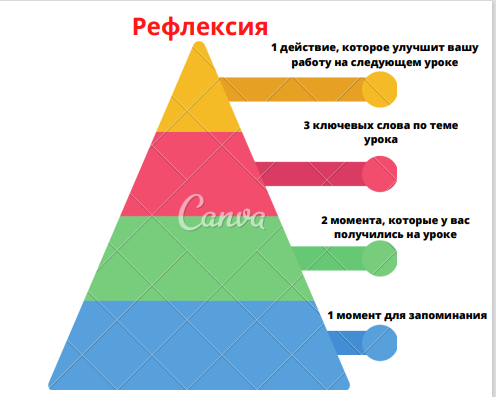 Рефлексия
1 действие, которое улучшит вашу
работу на следующем уроке
3 ключевых слова по теме
урока
Canva
2 момента, которые у вас
получились на уроке
1 момент для запоминания